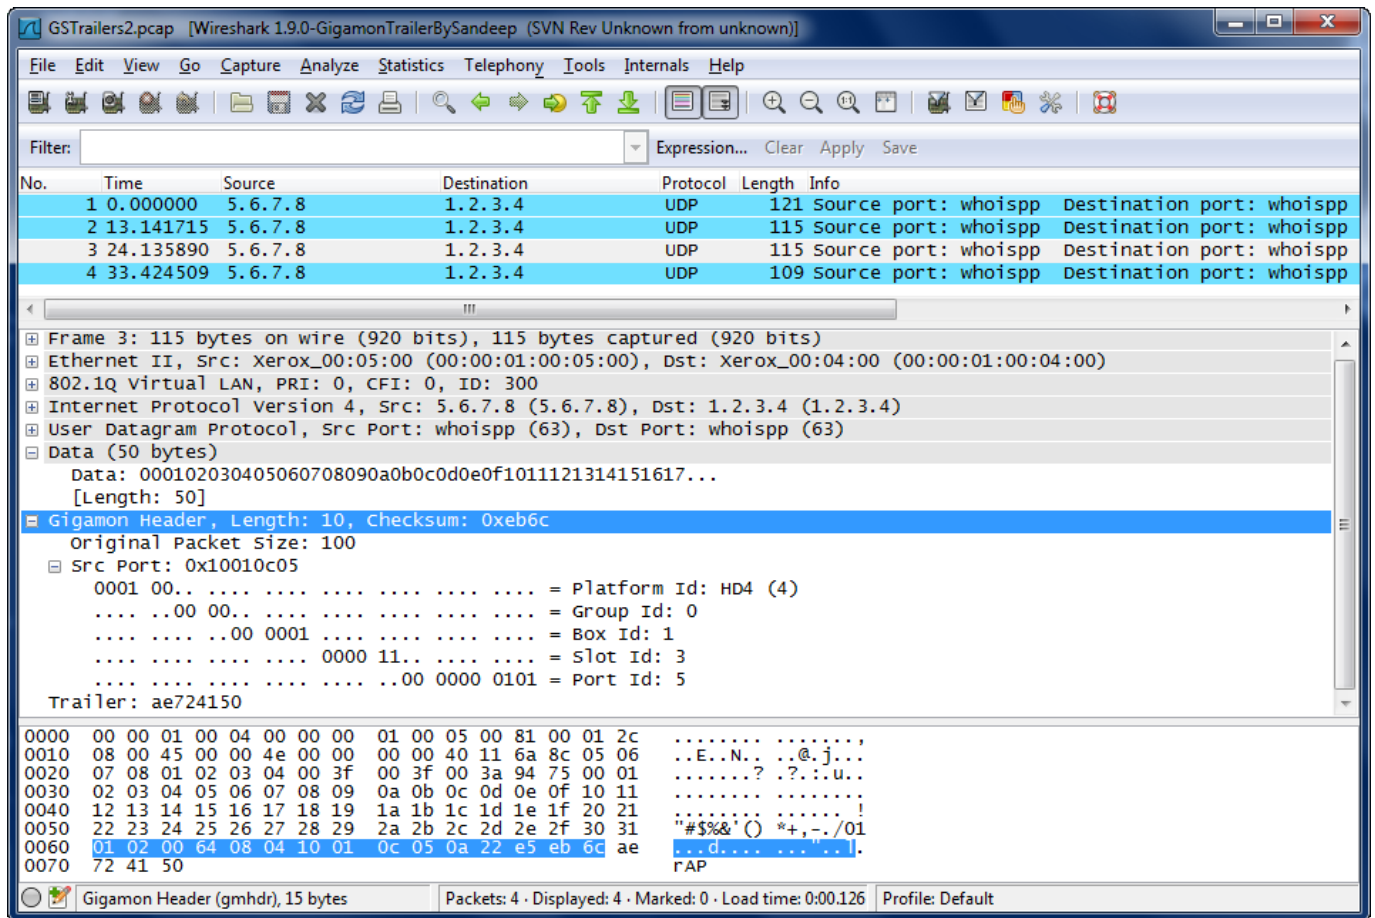 GSTrailers2.pcap [Wireshark 1.9.0-GigamonTrailerBySandeep (SVN Rev Unknown from unknown)]
File Edit View Go Capture Analyze Statistics Telephony Tools Internals Help
Filter: Expression... Clear Apply Save
No. Time Source Destination Protocol Length Info
1 0.000000 5.6.7.8 1.2.3.4 UDP 121 Source port: whoispp Destination port: whoispp
2 13.141715 5.6.7.8 1.2.3.4 UDP 115 Source port: whoispp Destination port: whoispp
3 24.135890 5.6.7.8 1.2.3.4 UDP 115 Source port: whoispp Destination port: whoispp
4 33.424509 5.6.7.8 1.2.3.4 UDP 109 Source port: whoispp Destination port: whoispp
Frame 3: 115 bytes on wire (920 bits), 115 bytes captured (920 bits)
Ethernet II, Src: Xerox_00:05:00 (00:00:01:00:05:00), Dst: Xerox_00:04:00 (00:00:01:00:04:00)
802.1Q Virtual LAN, PRI: 0, CFI: 0, ID: 300
Internet Protocol Version 4, Src: 5.6.7.8 (5.6.7.8), Dst: 1.2.3.4 (1.2.3.4)
User Datagram Protocol, Src Port: whoispp (63), Dst Port: whoispp (63)
Data (50 bytes)
Data: 000102030405060708090a0b0c0d0e0f1011121314151617...
[Length: 50]
Gigamon Header, Length: 10, Checksum: 0xeb6c
Original Packet Size: 100
Src Port: 0x10010c05
0001 00.. .... .... .... .... .... .... = Platform Id: HD4 (4)
.... ..00 00.. .... .... .... .... .... = Group Id: 0
.... .... ..00 0001 .... .... .... .... = Box Id: 1
.... .... .... .... 0000 11.. .... .... = Slot Id: 3
.... .... .... .... .... ..00 0000 0101 = Port Id: 5
Trailer: ae724150
0000 00 00 01 00 04 00 00 00 01 00 05 00 81 00 01 2c ........ .......,
0010 08 00 45 00 00 4e 00 00 00 00 40 11 6a 8c 05 06 ..E..N.. ..@.j...
0020 07 08 01 02 03 04 00 3f 00 3f 00 3a 94 75 00 01 .......? .?.:.u..
0030 02 03 04 05 06 07 08 09 0a 0b 0c 0d 0e 0f 10 11 ........ ........
0040 12 13 14 15 16 17 18 19 1a 1b 1c 1d 1e 1f 20 21 ........ ...... !
0050 22 23 24 25 26 27 28 29 2a 2b 2c 2d 2e 2f 30 31 "#$%&'() *+,-./01
0060 01 02 00 64 08 04 10 01 0c 05 0a 22 e5 eb 6c ae ...d.... ..."..l.
0070 72 41 50 rAP
Gigamon Header (gmhdr), 15 bytes Packets: 4 · Displayed: 4 · Marked: 0 · Load time: 0:00.126 Profile: Default